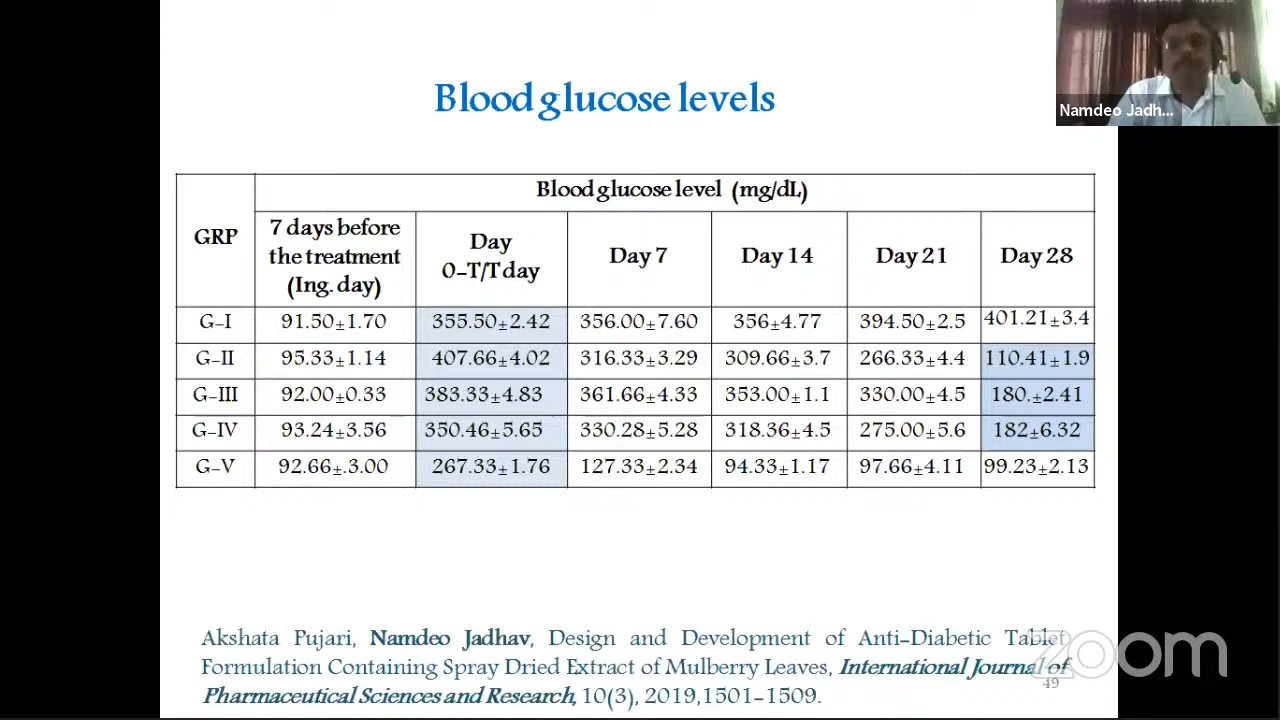 Blood glucose levels
Namdeo Jadh...
GRP
Blood glucose level (mg/dL)
7 days before
the treatment
(Ing. day)
Day
0-T/T day
Day 7
Day 14
Day 21
Day 28
G-I 91.50±1.70 355.50±2.42 356.00±7.60 356±4.77 394.50±2.5 401.21±3.4
G-II 95.33±1.14 407.66±4.02 316.33±3.29 309.66±3.7 266.33±4.4 110.41±1.9
G-III 92.00±0.33 383.33±4.83 361.66±4.33 353.00±1.1 330.00±4.5 180.±2.41
G-IV 93.24±3.56 350.46±5.65 330.28±5.28 318.36±4.5 275.00±5.6 182±6.32
G-V 92.66±.3.00 267.33±1.76 127.33±2.34 94.33±1.17 97.66±4.11 99.23±2.13
Akshata Pujari, Namdeo Jadhav, Design and Development of Anti-Diabetic Tablet
Formulation Containing Spray Dried Extract of Mulberry Leaves, International Journal of
Pharmaceutical Sciences and Research, 10(3), 2019,1501-1509.
zoom
49